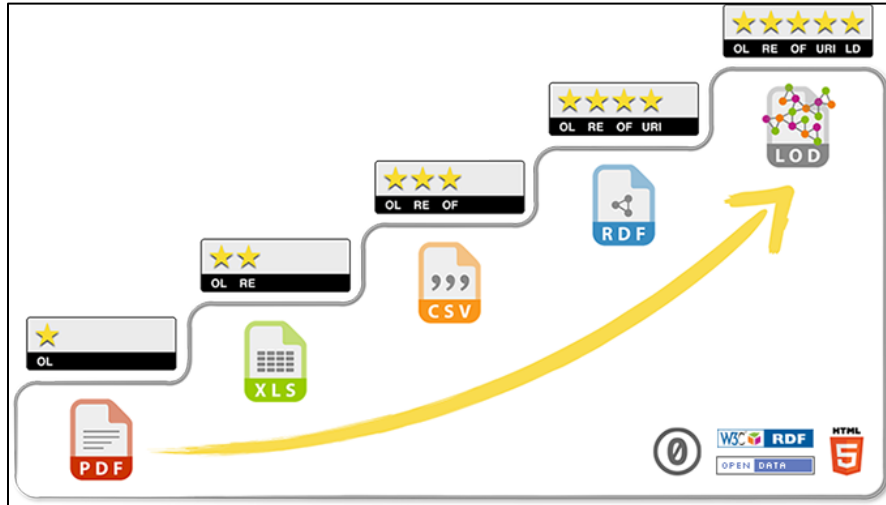 OL RE OF URI LD
OL RE OF URI
LOD
OL RE OF
RDF
OL RE
CSV
OL
XLS
PDF
0
W3C RDF
OPEN DATA
HTML
5